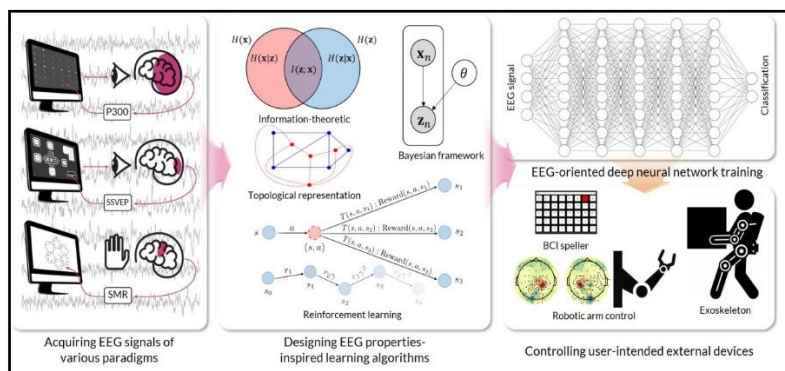 P300
SSVEP
SMR
Acquiring EEG signals of
various paradigms
H(x)
H(z)
H(x|z)
I(z; x)
H(z|x)
Information-theoretic
Topological representation
x_n
θ
z_n
Bayesian framework
s
a
(s, a)
T(s, a, s₁) : Reward(s, a, s₁)
s₁
T(s, a, s₂) : Reward(s, a, s₂)
s₂
T(s, a, s₃) : Reward(s, a, s₃)
s₃
s₀
r₁
s₁
r₂γ
s₂
s₃
Reinforcement learning
Designing EEG properties-
inspired learning algorithms
EEG signal
Classification
EEG-oriented deep neural network training
BCI speller
Robotic arm control
Exoskeleton
Controlling user-intended external devices